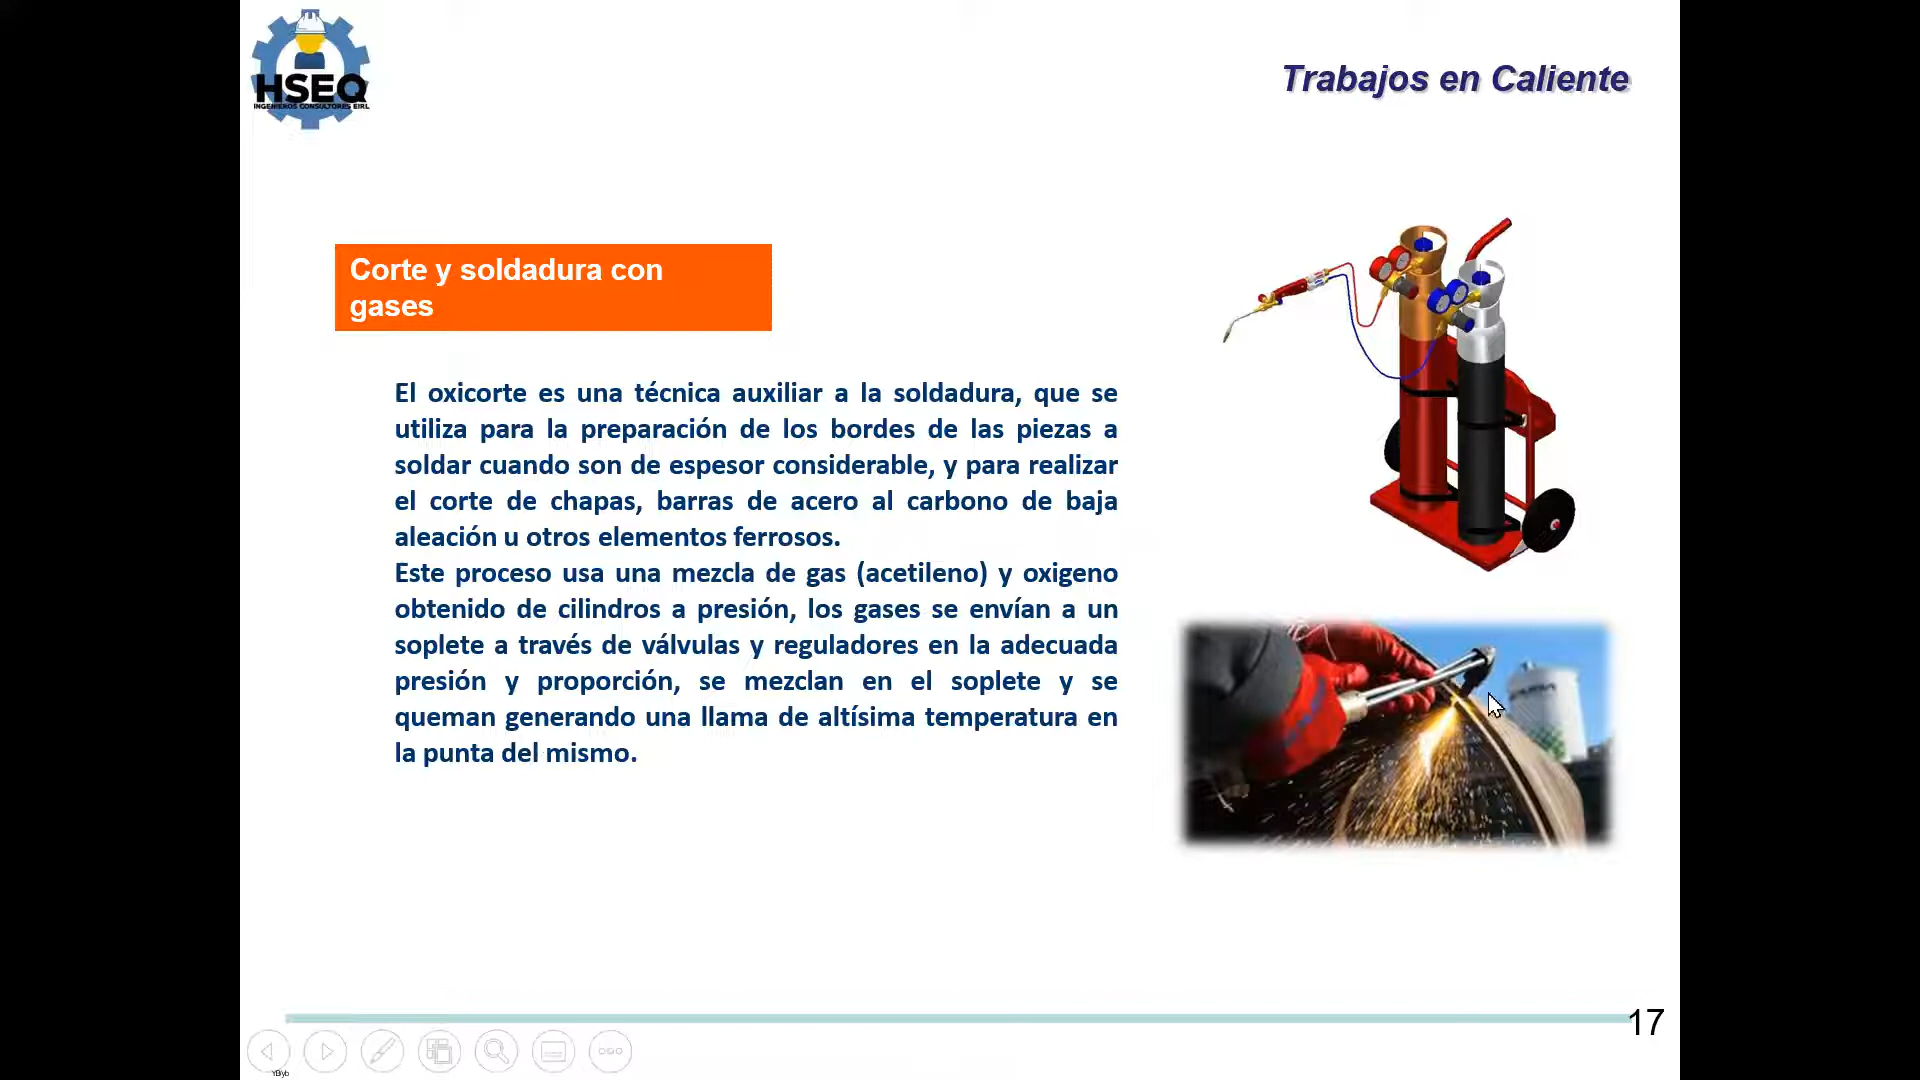 HSEQ
INGENIEROS CONSULTORES EIRL
Trabajos en Caliente
Corte y soldadura con
gases
El oxicorte es una técnica auxiliar a la soldadura, que se
utiliza para la preparación de los bordes de las piezas a
soldar cuando son de espesor considerable, y para realizar
el corte de chapas, barras de acero al carbono de baja
aleación u otros elementos ferrosos.
Este proceso usa una mezcla de gas (acetileno) y oxigeno
obtenido de cilindros a presión, los gases se envían a un
soplete a través de válvulas y reguladores en la adecuada
presión y proporción, se mezclan en el soplete y se
queman generando una llama de altísima temperatura en
la punta del mismo.
17